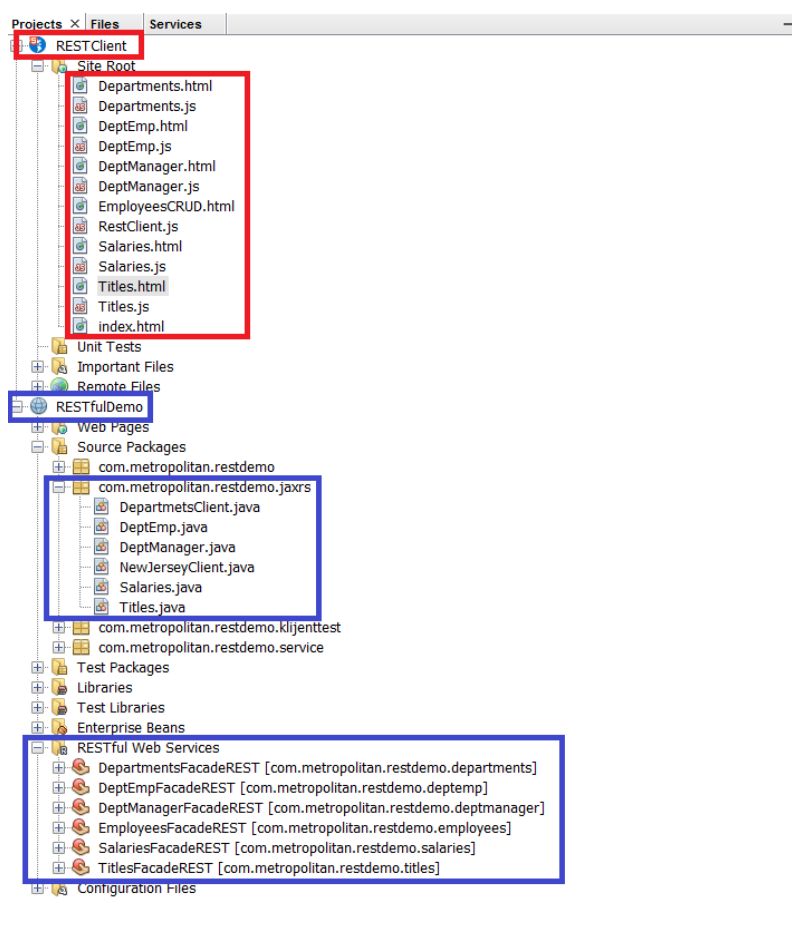 Projects × Files Services
RESTClient
Site Root
Departments.html
Departments.js
DeptEmp.html
DeptEmp.js
DeptManager.html
DeptManager.js
EmployeesCRUD.html
RestClient.js
Salaries.html
Salaries.js
Titles.html
Titles.js
index.html
Unit Tests
Important Files
Remote Files
RESTfulDemo
Web Pages
Source Packages
com.metropolitan.restdemo
com.metropolitan.restdemo.jaxrs
DepartmetsClient.java
DeptEmp.java
DeptManager.java
NewJerseyClient.java
Salaries.java
Titles.java
com.metropolitan.restdemo.klijenttest
com.metropolitan.restdemo.service
Test Packages
Libraries
Test Libraries
Enterprise Beans
RESTful Web Services
DepartmentsFacadeREST [com.metropolitan.restdemo.departments]
DeptEmpFacadeREST [com.metropolitan.restdemo.deptemp]
DeptManagerFacadeREST [com.metropolitan.restdemo.deptmanager]
EmployeesFacadeREST [com.metropolitan.restdemo.employees]
SalariesFacadeREST [com.metropolitan.restdemo.salaries]
TitlesFacadeREST [com.metropolitan.restdemo.titles]
Configuration Files